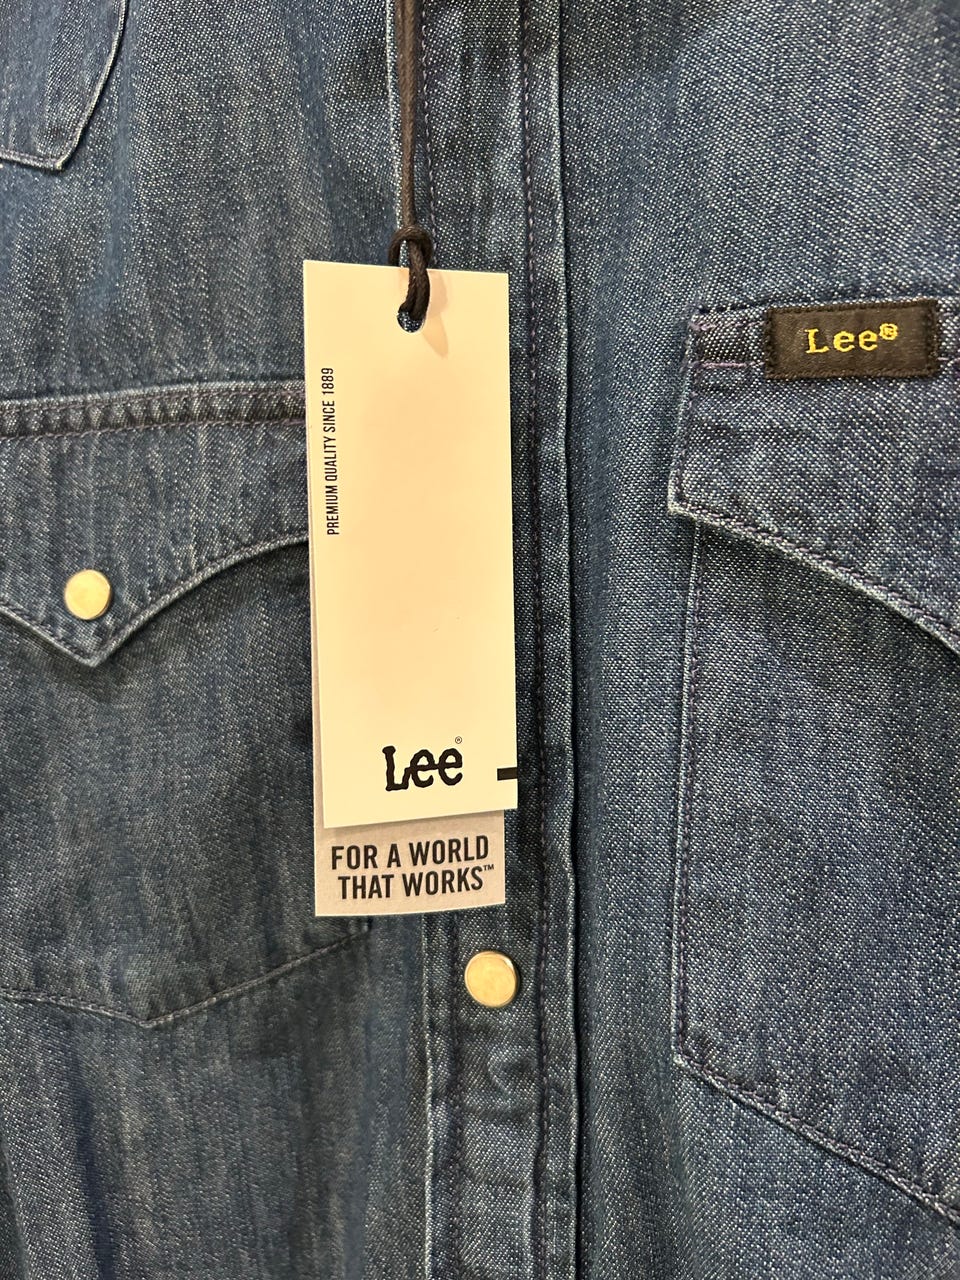 PREMIUM QUALITY SINCE 1889
Lee®
Lee®
FOR A WORLD
THAT WORKS™